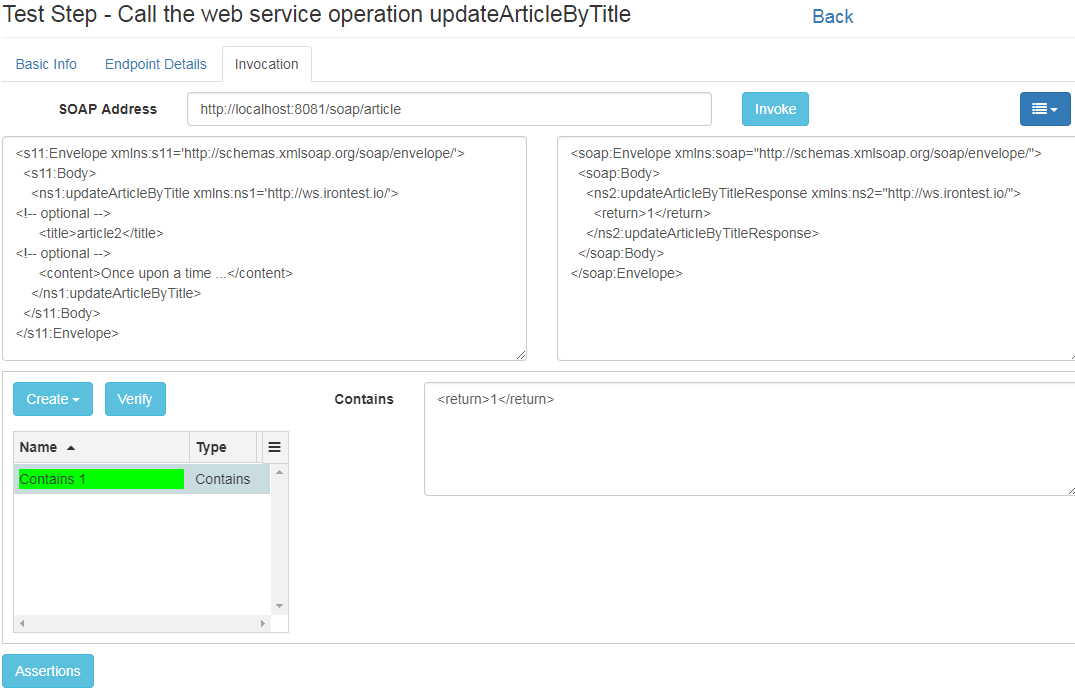 Test Step - Call the web service operation updateArticleByTitle
Back
Basic Info
Endpoint Details
Invocation
SOAP Address
http://localhost:8081/soap/article
Invoke
<s11:Envelope xmlns:s11='http://schemas.xmlsoap.org/soap/envelope/'>
<s11:Body>
<ns1:updateArticleByTitle xmlns:ns1='http://ws.irontest.io/'>
<!-- optional -->
<title>article2</title>
<!-- optional -->
<content>Once upon a time ...</content>
</ns1:updateArticleByTitle>
</s11:Body>
</s11:Envelope>
<soap:Envelope xmlns:soap="http://schemas.xmlsoap.org/soap/envelope/">
<soap:Body>
<ns2:updateArticleByTitleResponse xmlns:ns2="http://ws.irontest.io/">
<return>1</return>
</ns2:updateArticleByTitleResponse>
</soap:Body>
</soap:Envelope>
Create
Verify
Name
Type
Contains 1
Contains
Contains
<return>1</return>
Assertions